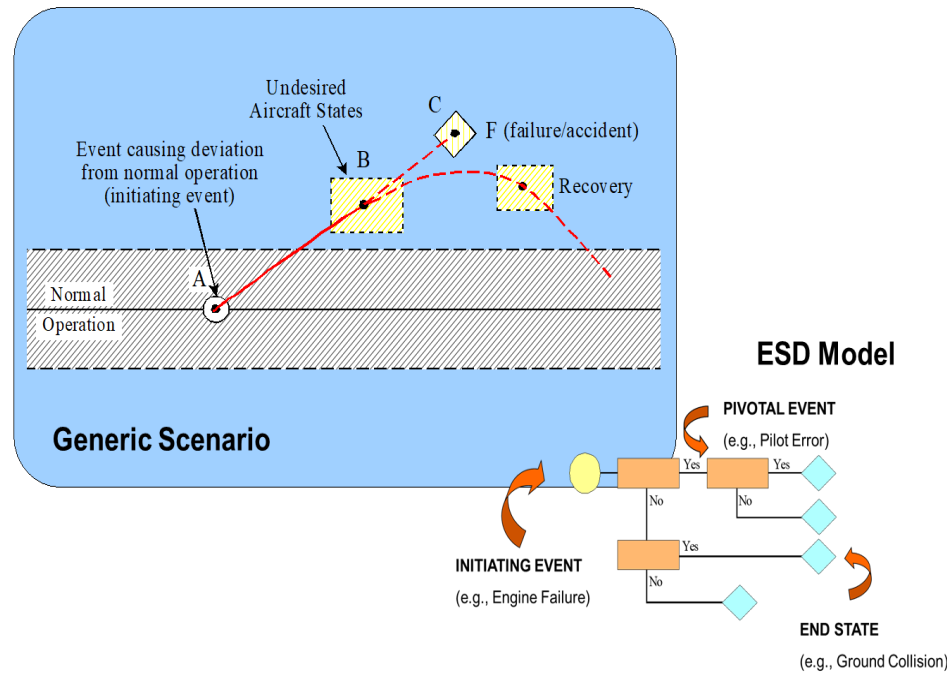 Undesired
Aircraft States
C
F (failure/accident)
Event causing deviation
from normal operation
(initiating event)
B
Recovery
A
Normal
Operation
Generic Scenario
ESD Model
PIVOTAL EVENT
(e.g., Pilot Error)
Yes
Yes
No
No
Yes
No
INITIATING EVENT
(e.g., Engine Failure)
END STATE
(e.g., Ground Collision)